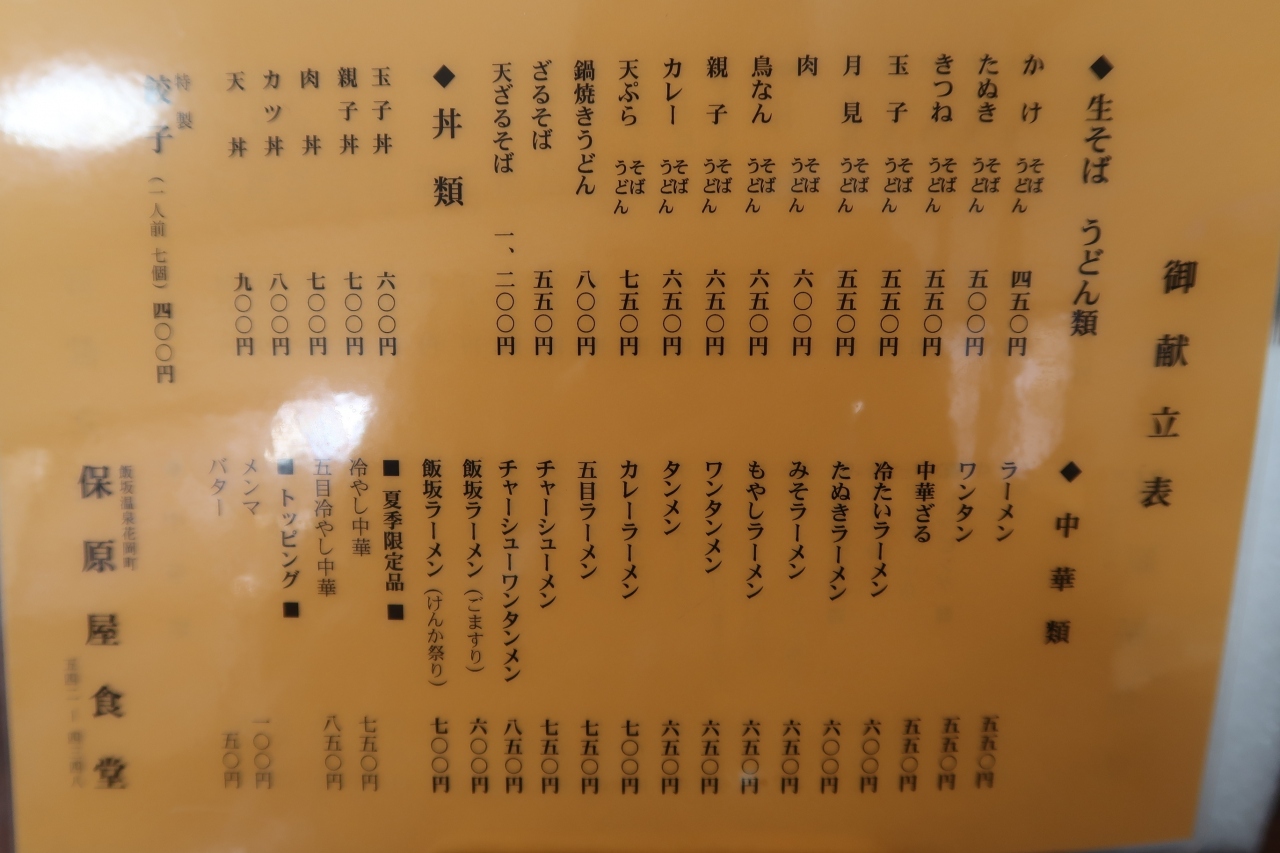 御献立表
◆生そば うどん類
かけ そば うどん 四五〇円
たぬき そば うどん 五〇〇円
きつね そば うどん 五五〇円
玉子 そば うどん 五五〇円
月見 そば うどん 五五〇円
肉 そば うどん 六〇〇円
鳥なん そば うどん 六五〇円
親子 そば うどん 六五〇円
カレー そば うどん 六五〇円
天ぷら そば うどん 七五〇円
鍋焼きうどん 八〇〇円
ざるそば 五五〇円
天ざるそば 一、二〇〇円
◆丼類
玉子丼 六〇〇円
親子丼 七〇〇円
肉丼 七〇〇円
カツ丼 八〇〇円
天丼 九〇〇円
特製
餃子(一人前 七個)四〇〇円
◆中華類
ラーメン 五五〇円
ワンタン 五五〇円
中華ざる 五五〇円
冷たいラーメン 六〇〇円
たぬきラーメン 六〇〇円
みそラーメン 六五〇円
もやしラーメン 六五〇円
ワンタンメン 六五〇円
タンメン 六五〇円
カレーラーメン 七〇〇円
五目ラーメン 七五〇円
チャーシューメン 七五〇円
チャーシューワンタンメン 八五〇円
飯坂ラーメン(ごますり) 六〇〇円
飯坂ラーメン(けんか祭り) 七〇〇円
■夏季限定品■
冷やし中華 七五〇円
五目冷やし中華 八五〇円
■トッピング■
メンマ 一〇〇円
バター 五〇円
飯坂温泉花園町
保原屋食堂